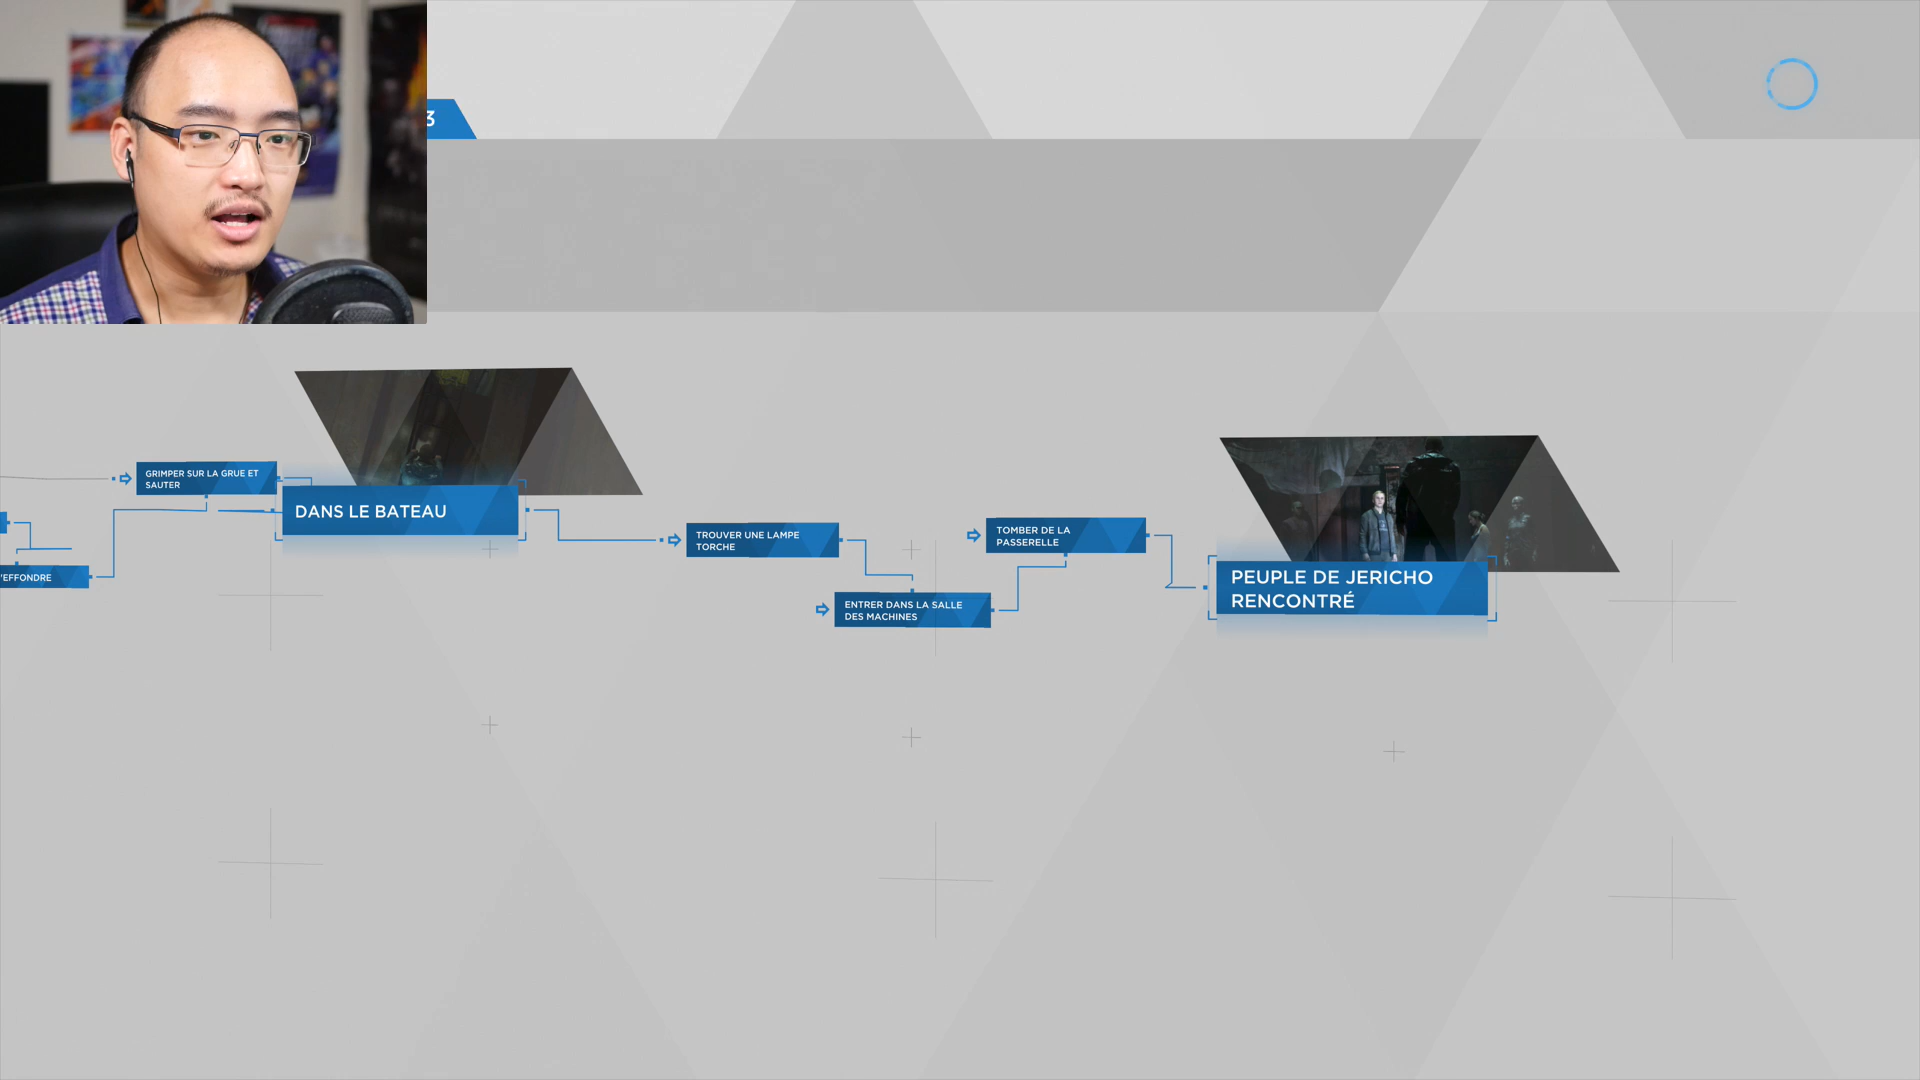 3
GRIMPER SUR LA GRUE ET
SAUTER
DANS LE BATEAU
'EFFONDRE
TROUVER UNE LAMPE
TORCHE
ENTRER DANS LA SALLE
DES MACHINES
TOMBER DE LA
PASSERELLE
PEUPLE DE JERICHO
RENCONTRÉ